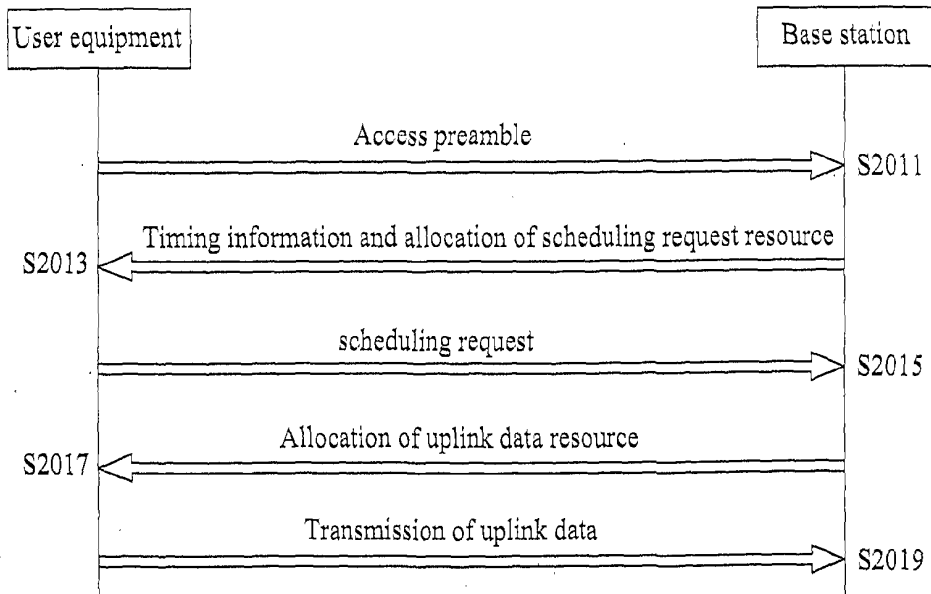 User equipment
Base station
Access preamble
S2011
Timing information and allocation of scheduling request resource
S2013
scheduling request
S2015
Allocation of uplink data resource
S2017
Transmission of uplink data
S2019